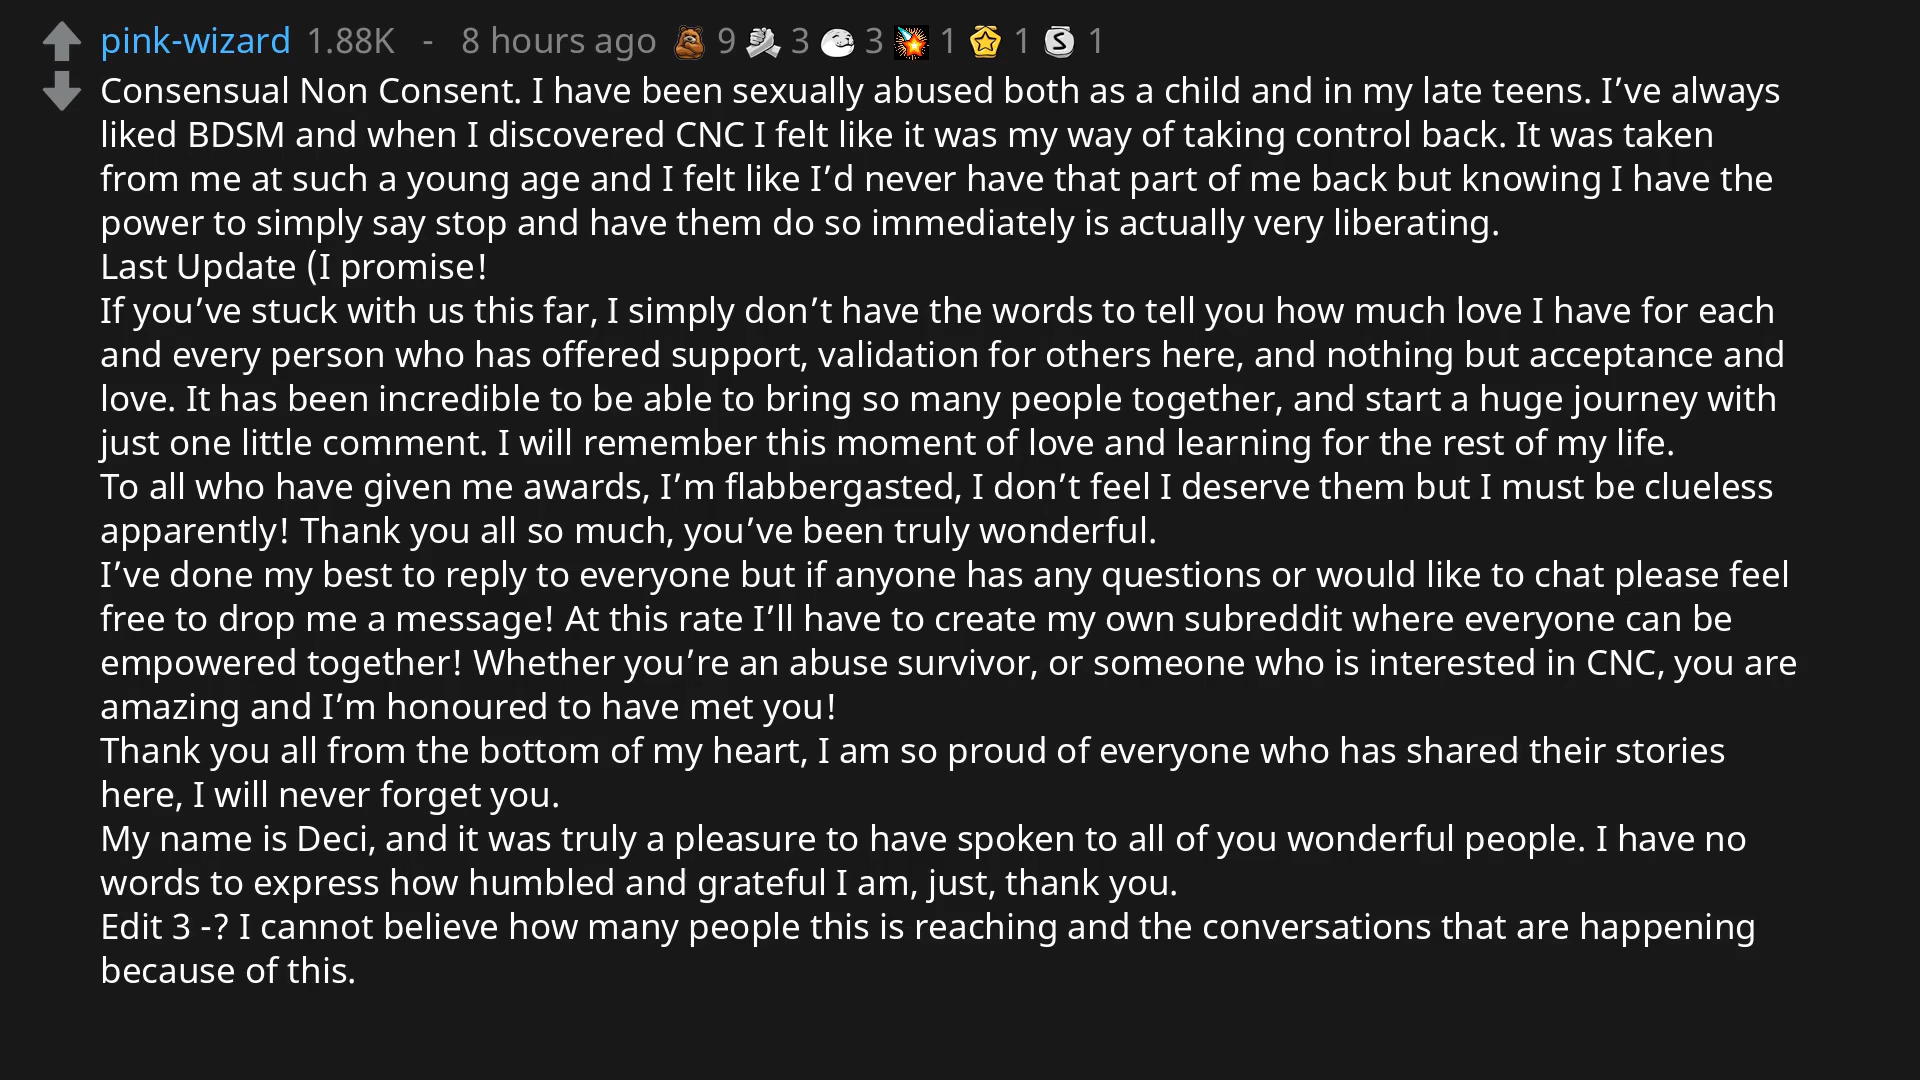 pink-wizard 1.88K - 8 hours ago 9 3 3 1 1 S 1
Consensual Non Consent. I have been sexually abused both as a child and in my late teens. I’ve always
liked BDSM and when I discovered CNC I felt like it was my way of taking control back. It was taken
from me at such a young age and I felt like I’d never have that part of me back but knowing I have the
power to simply say stop and have them do so immediately is actually very liberating.
Last Update (I promise!
If you’ve stuck with us this far, I simply don’t have the words to tell you how much love I have for each
and every person who has offered support, validation for others here, and nothing but acceptance and
love. It has been incredible to be able to bring so many people together, and start a huge journey with
just one little comment. I will remember this moment of love and learning for the rest of my life.
To all who have given me awards, I’m flabbergasted, I don’t feel I deserve them but I must be clueless
apparently! Thank you all so much, you’ve been truly wonderful.
I’ve done my best to reply to everyone but if anyone has any questions or would like to chat please feel
free to drop me a message! At this rate I’ll have to create my own subreddit where everyone can be
empowered together! Whether you’re an abuse survivor, or someone who is interested in CNC, you are
amazing and I’m honoured to have met you!
Thank you all from the bottom of my heart, I am so proud of everyone who has shared their stories
here, I will never forget you.
My name is Deci, and it was truly a pleasure to have spoken to all of you wonderful people. I have no
words to express how humbled and grateful I am, just, thank you.
Edit 3 -? I cannot believe how many people this is reaching and the conversations that are happening
because of this.